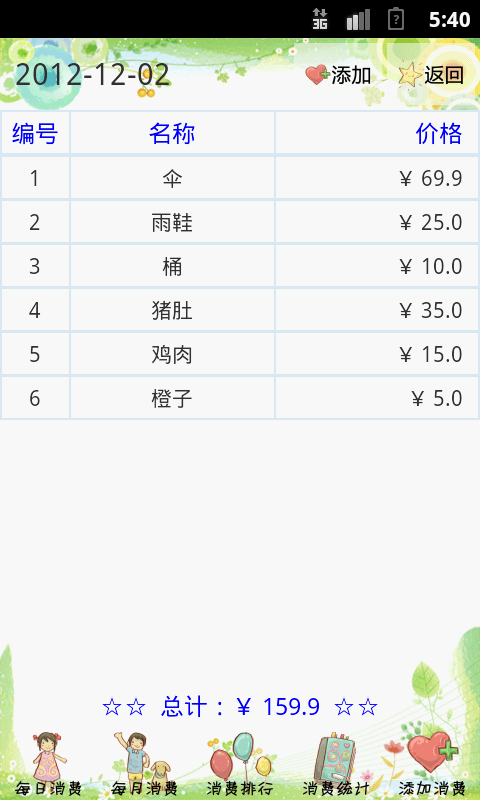 3G ? 5:40
2012-12-02 添加 返回
编号 名称 价格
1 伞 ¥ 69.9
2 雨鞋 ¥ 25.0
3 桶 ¥ 10.0
4 猪肚 ¥ 35.0
5 鸡肉 ¥ 15.0
6 橙子 ¥ 5.0
☆☆ 总计：¥ 159.9 ☆☆
每日消费 每月消费 消费排行 消费统计 添加消费